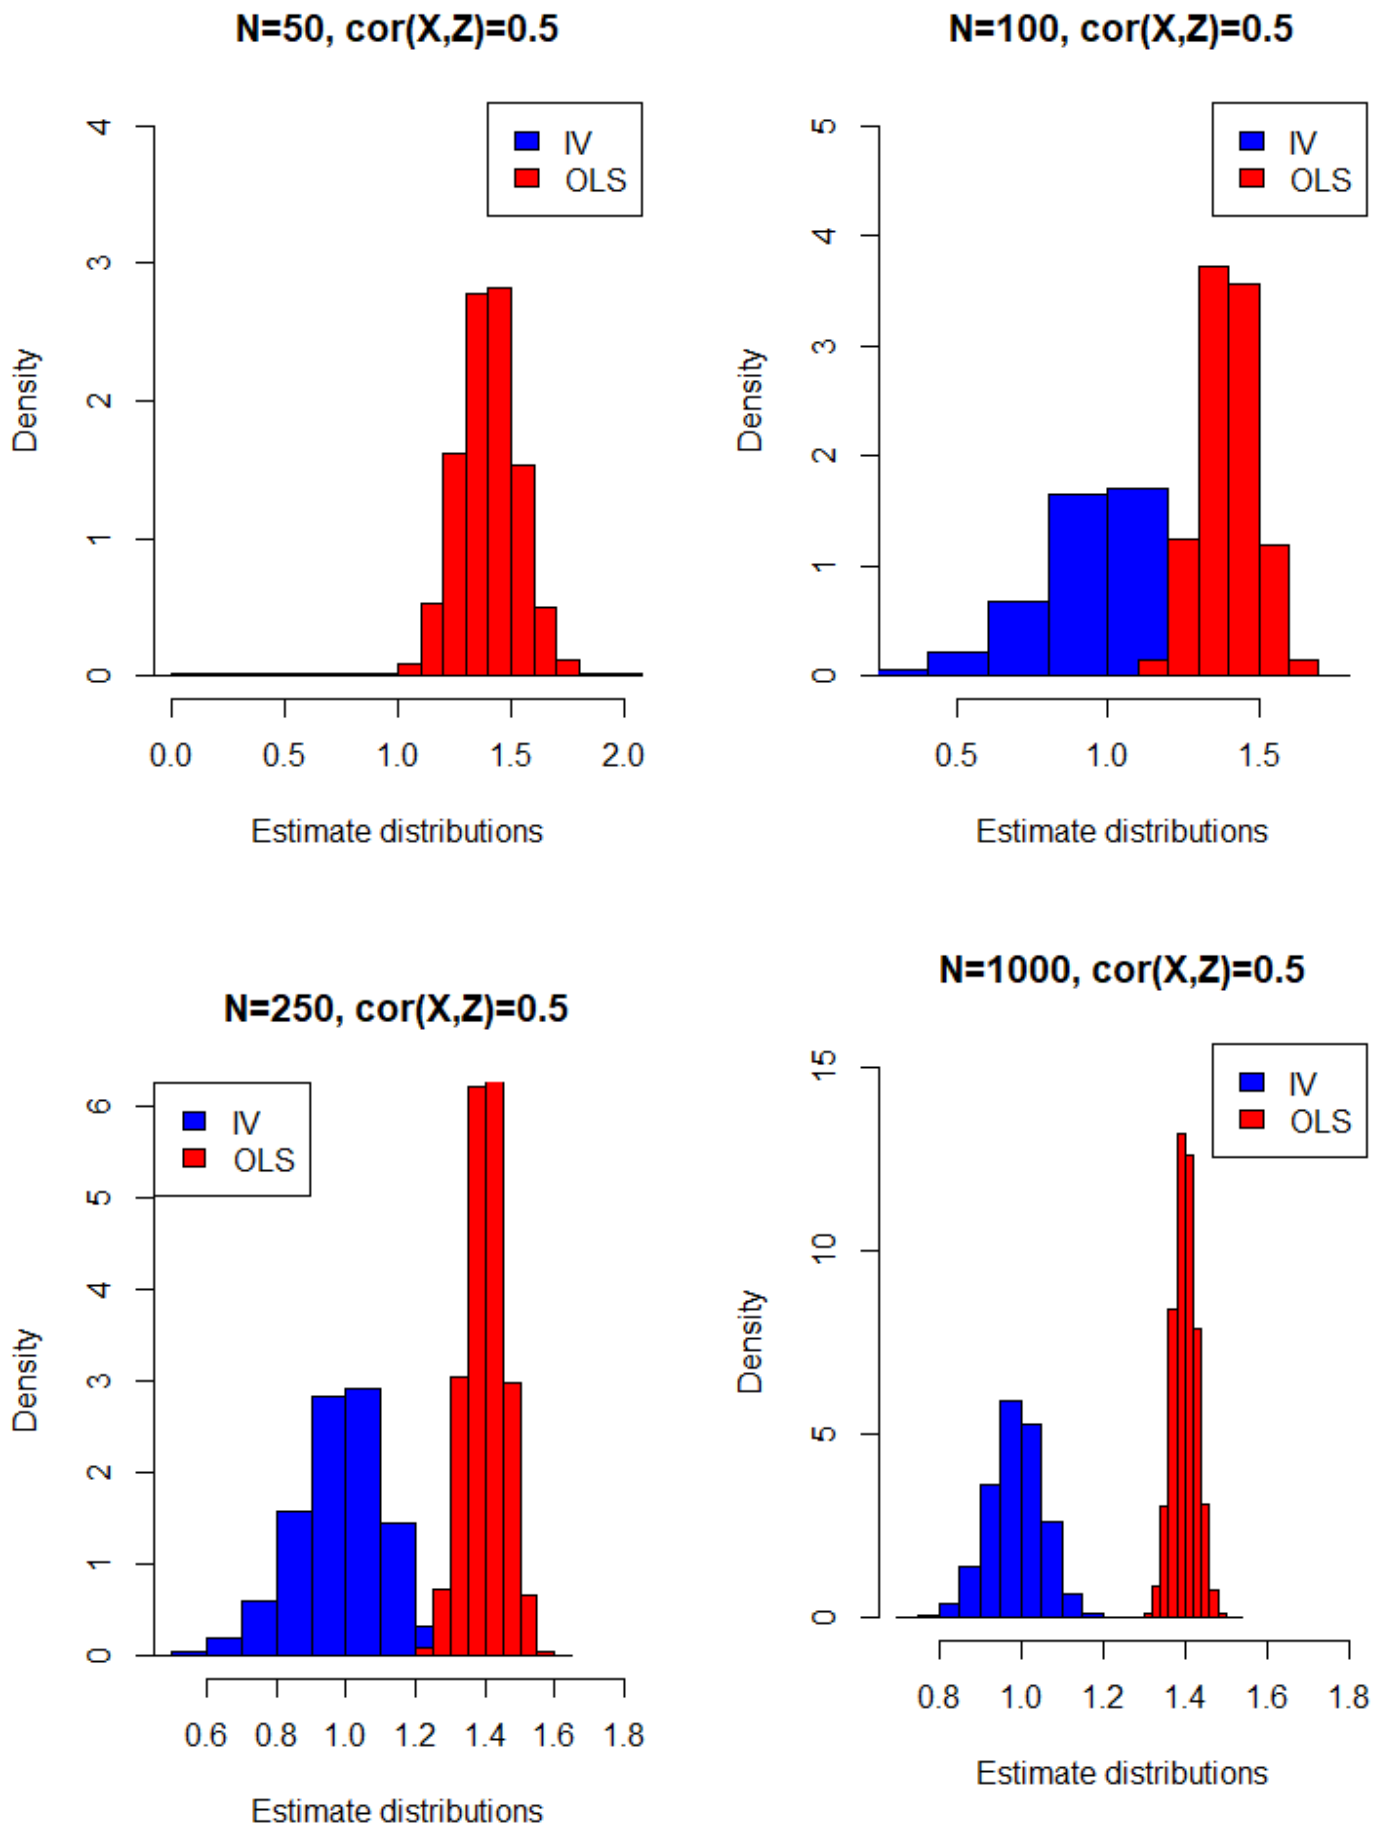 N=50, cor(X,Z)=0.5
IV
OLS
Density
0
1
2
3
4
0.0 0.5 1.0 1.5 2.0
Estimate distributions
N=100, cor(X,Z)=0.5
IV
OLS
Density
0
1
2
3
4
5
0.5 1.0 1.5
Estimate distributions
N=250, cor(X,Z)=0.5
IV
OLS
Density
0
1
2
3
4
5
6
0.6 0.8 1.0 1.2 1.4 1.6 1.8
Estimate distributions
N=1000, cor(X,Z)=0.5
IV
OLS
Density
0
5
10
15
0.8 1.0 1.2 1.4 1.6 1.8
Estimate distributions